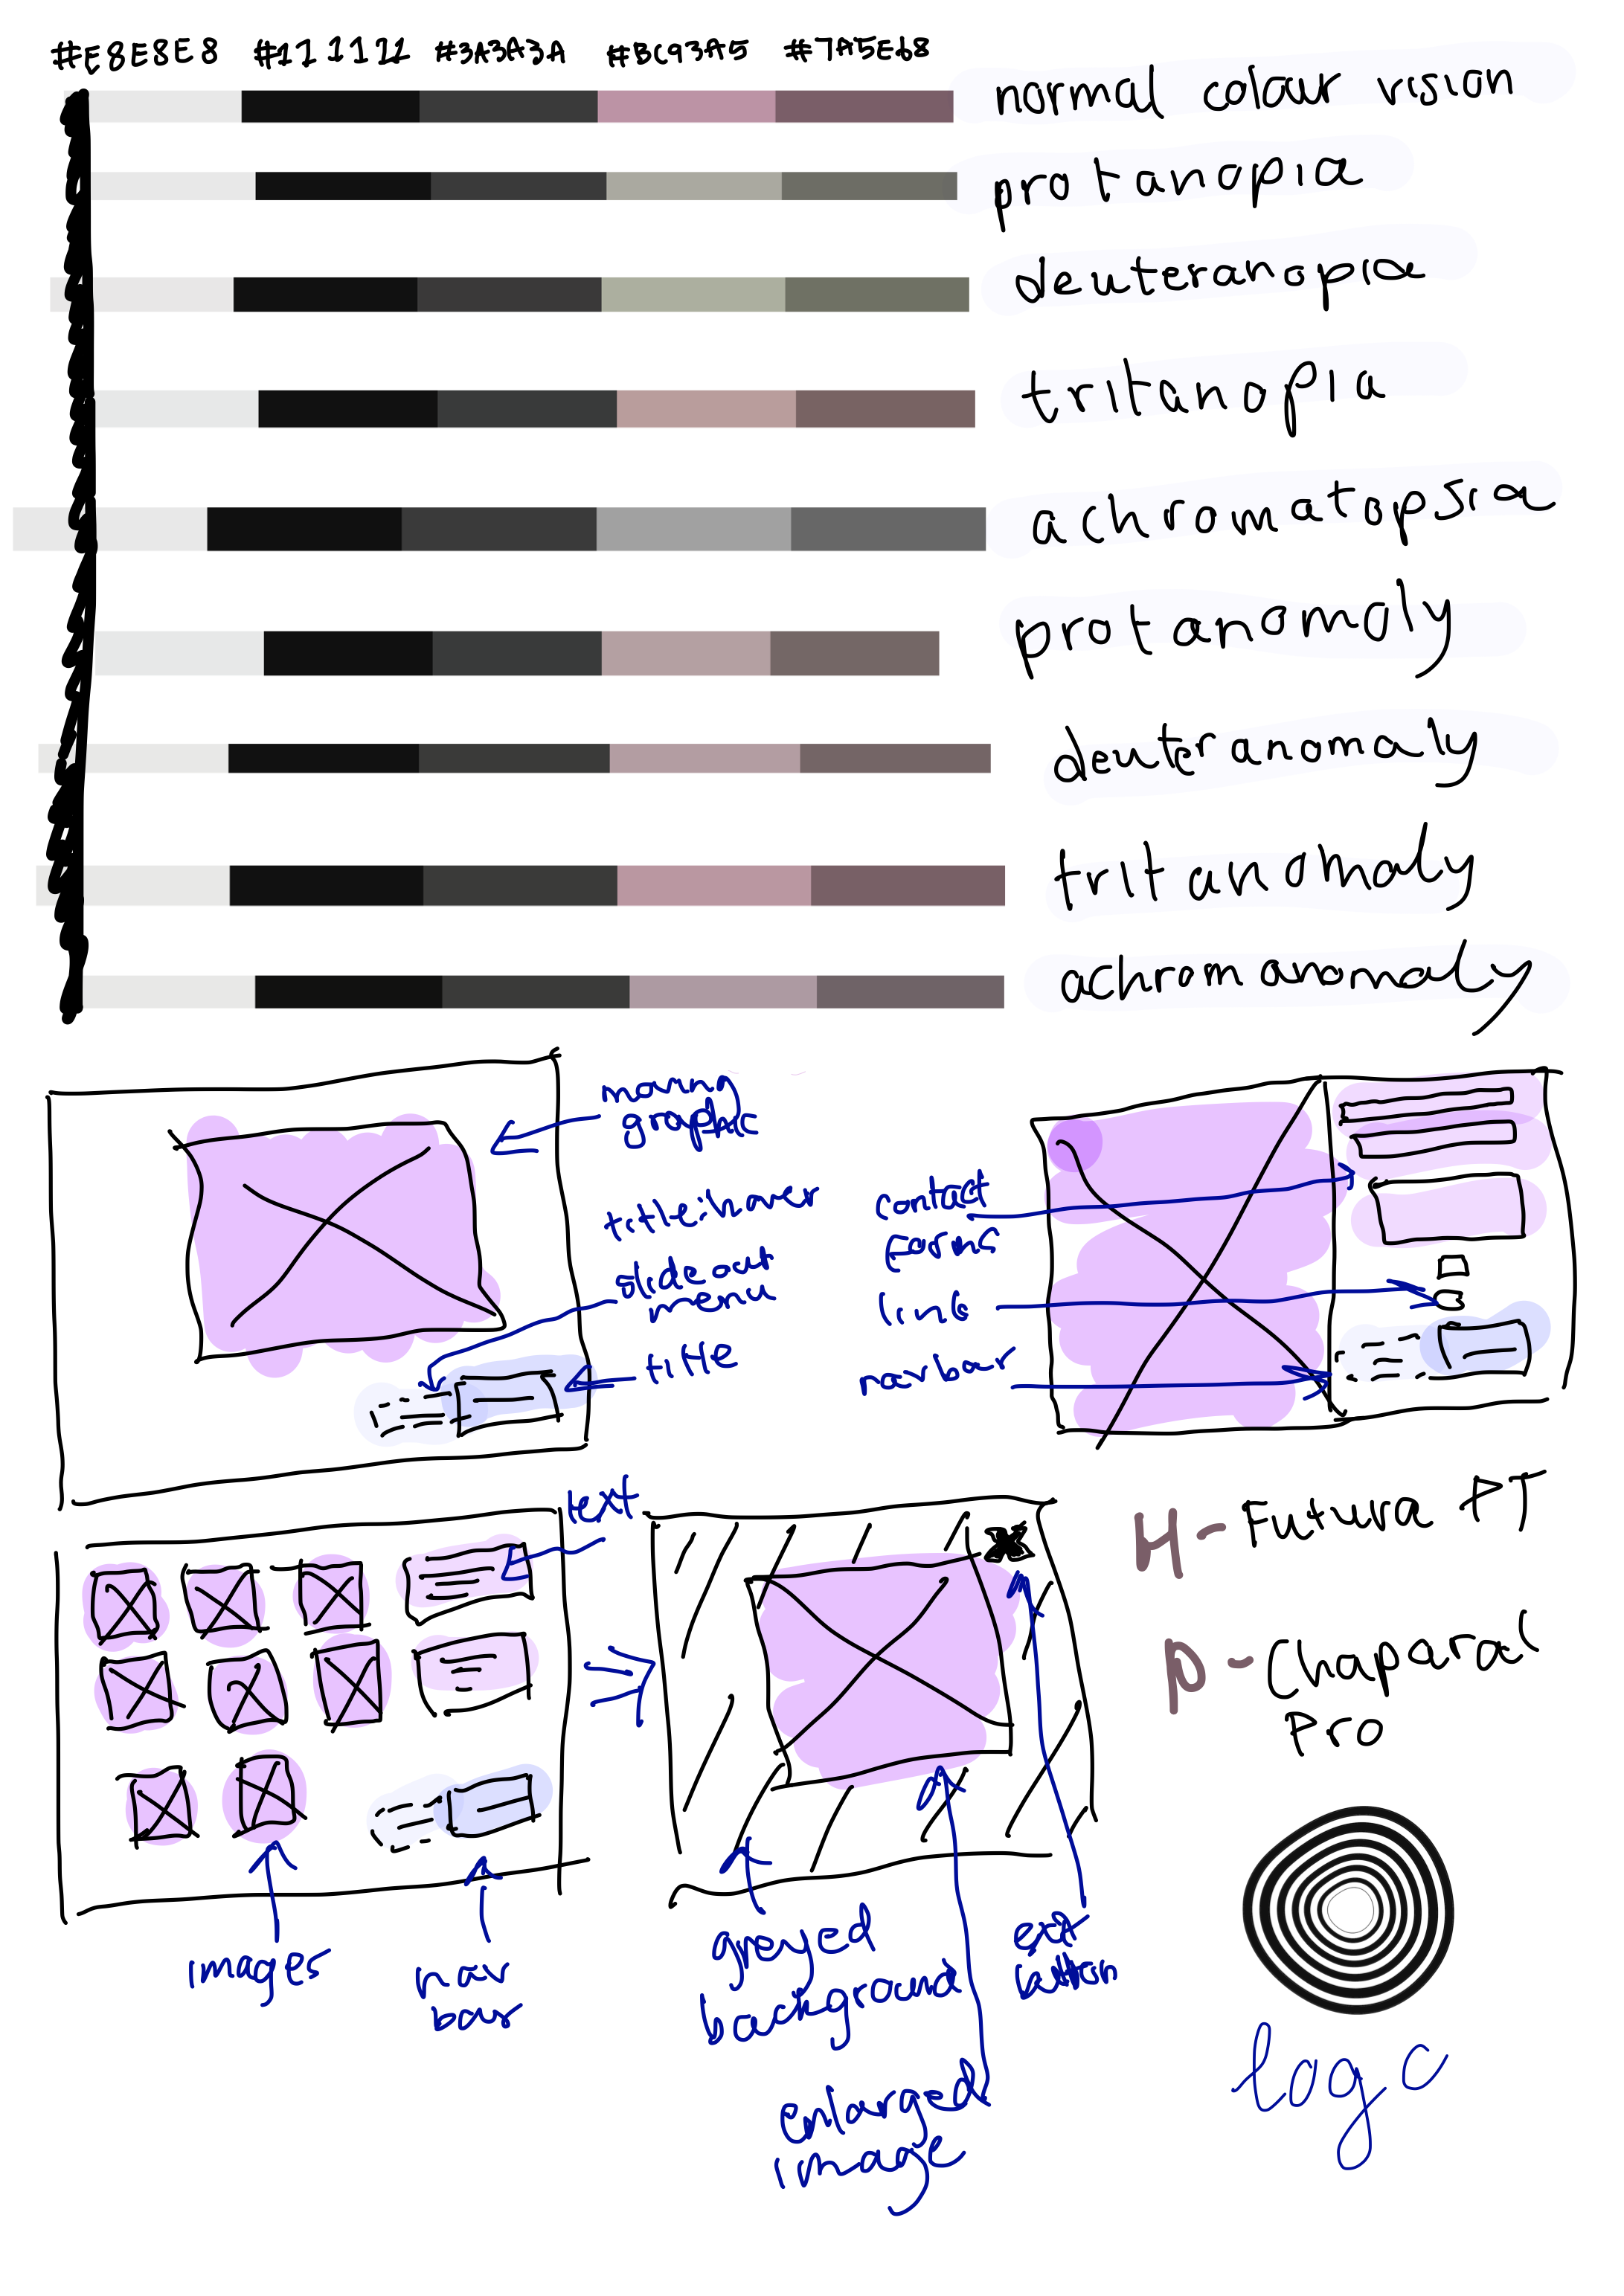 #E8E8E8 #111111 #3A3A3A #BC93A5 #7A5E68
normal colour vision
protanopia
deuteranopia
tritanopia
achromatopsia
protanomaly
deuteranomaly
tritanomaly
achromanomaly
moving
graphic
title:hover
slide out
menu
title
contact
forms
link
navbar
text
images
nav
bar
greyed
background
enlarged
image
exit
button
H - Futura PT
p - Chaparal
Pro
logo